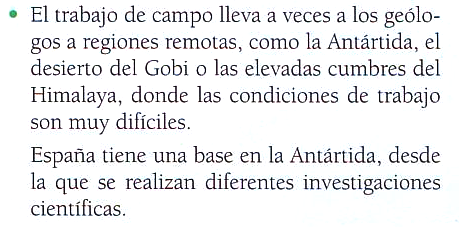 • El trabajo de campo lleva a veces a los geólo-
gos a regiones remotas, como la Antártida, el
desierto del Gobi o las elevadas cumbres del
Himalaya, donde las condiciones de trabajo
son muy difíciles.
España tiene una base en la Antártida, desde
la que se realizan diferentes investigaciones
científicas.